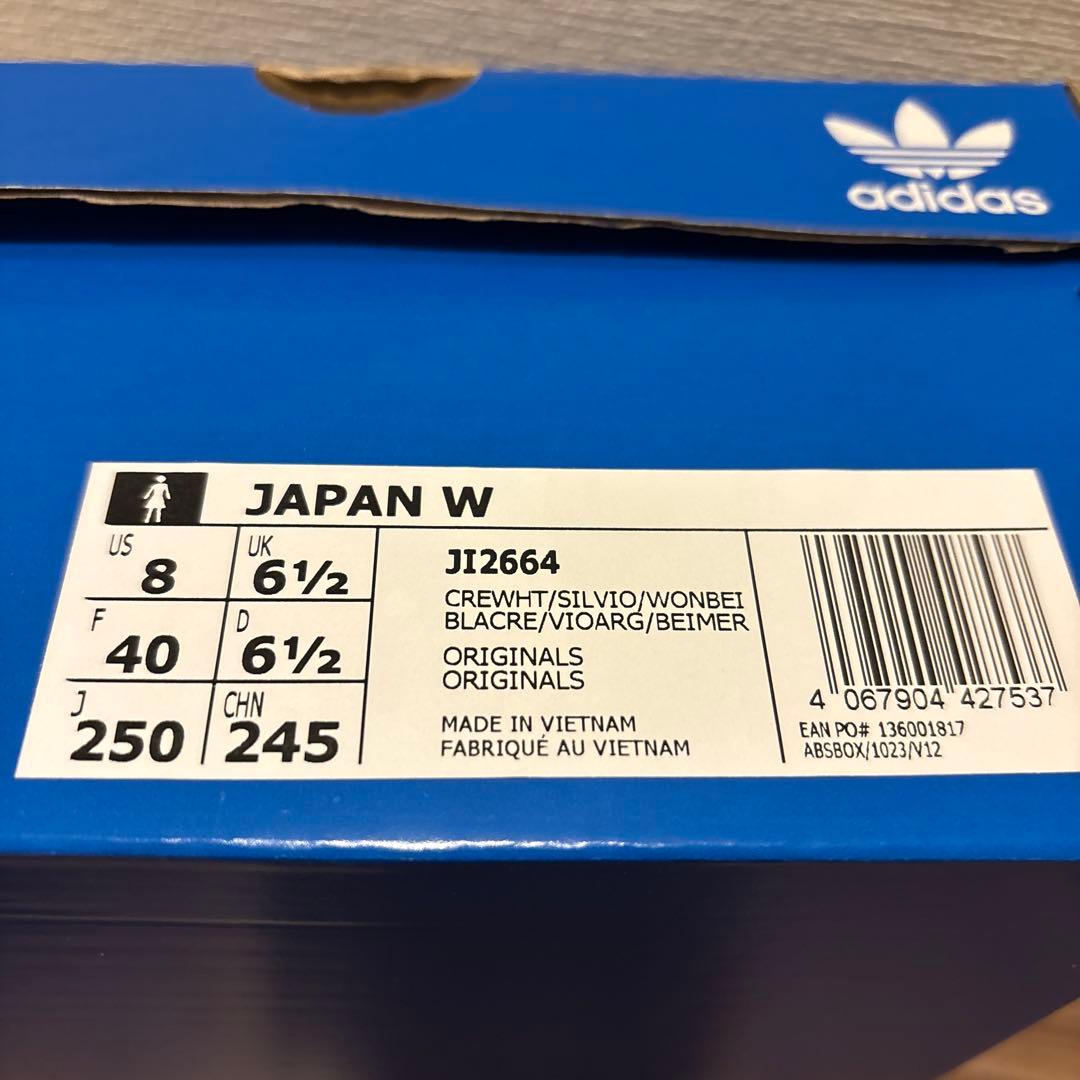 adidas
JAPAN W
US 8 UK 6½
F 40 D 6½
J 250 CHN 245
JI2664
CREWHT/SILVIO/WONBEI
BLACRE/VIOARG/BEIMER
ORIGINALS
ORIGINALS
MADE IN VIETNAM
FABRIQUÉ AU VIETNAM
4 067904 427537
EAN PO# 136001817
ABSBOX/1023/V12